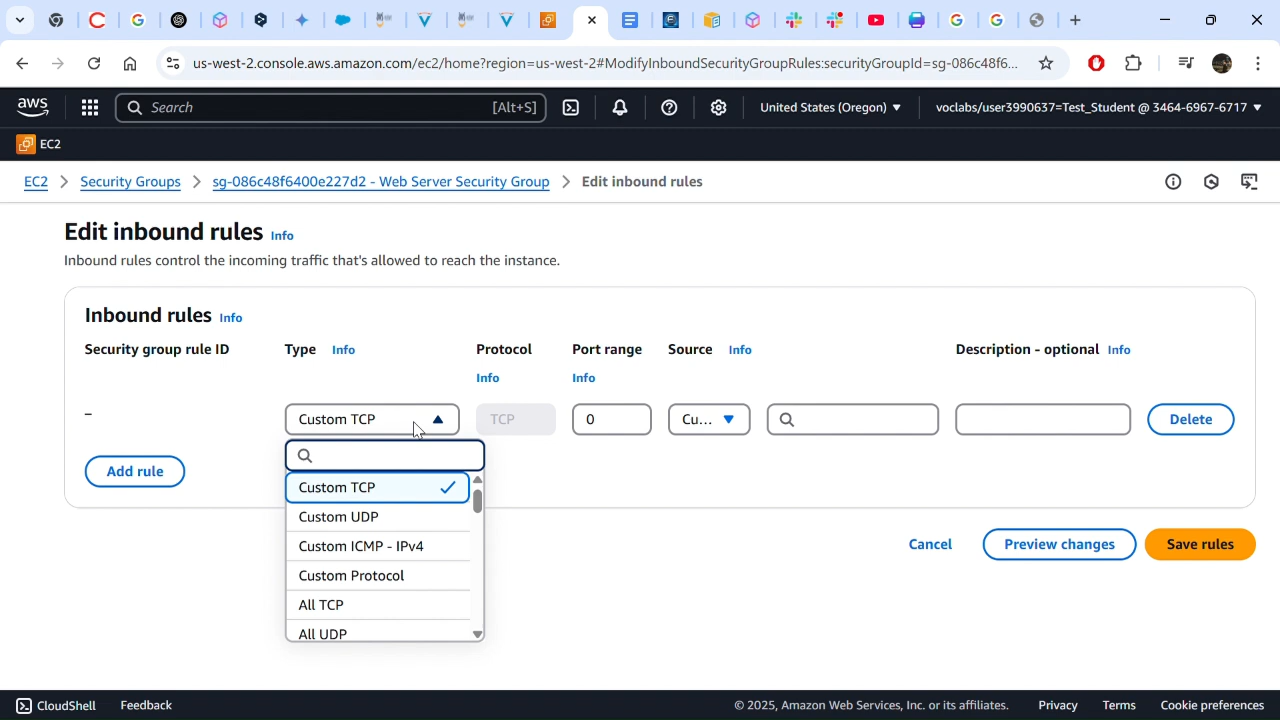 us-west-2.console.aws.amazon.com/ec2/home?region=us-west-2#ModifyInboundSecurityGroupRules:securityGroupId=sg-086c48f6...
aws
Search [Alt+S]
United States (Oregon)
voclabs/user3990637=Test_Student @ 3464-6967-6717
EC2
EC2 > Security Groups > sg-086c48f6400e227d2 - Web Server Security Group > Edit inbound rules
Edit inbound rules Info
Inbound rules control the incoming traffic that's allowed to reach the instance.
Inbound rules Info
Security group rule ID Type Info Protocol Port range Source Info Description - optional Info
Info Info
– Custom TCP TCP 0 Cu... Delete
Add rule
Custom TCP
Custom UDP
Custom ICMP - IPv4
Custom Protocol
All TCP
All UDP
Cancel Preview changes Save rules
CloudShell Feedback © 2025, Amazon Web Services, Inc. or its affiliates. Privacy Terms Cookie preferences